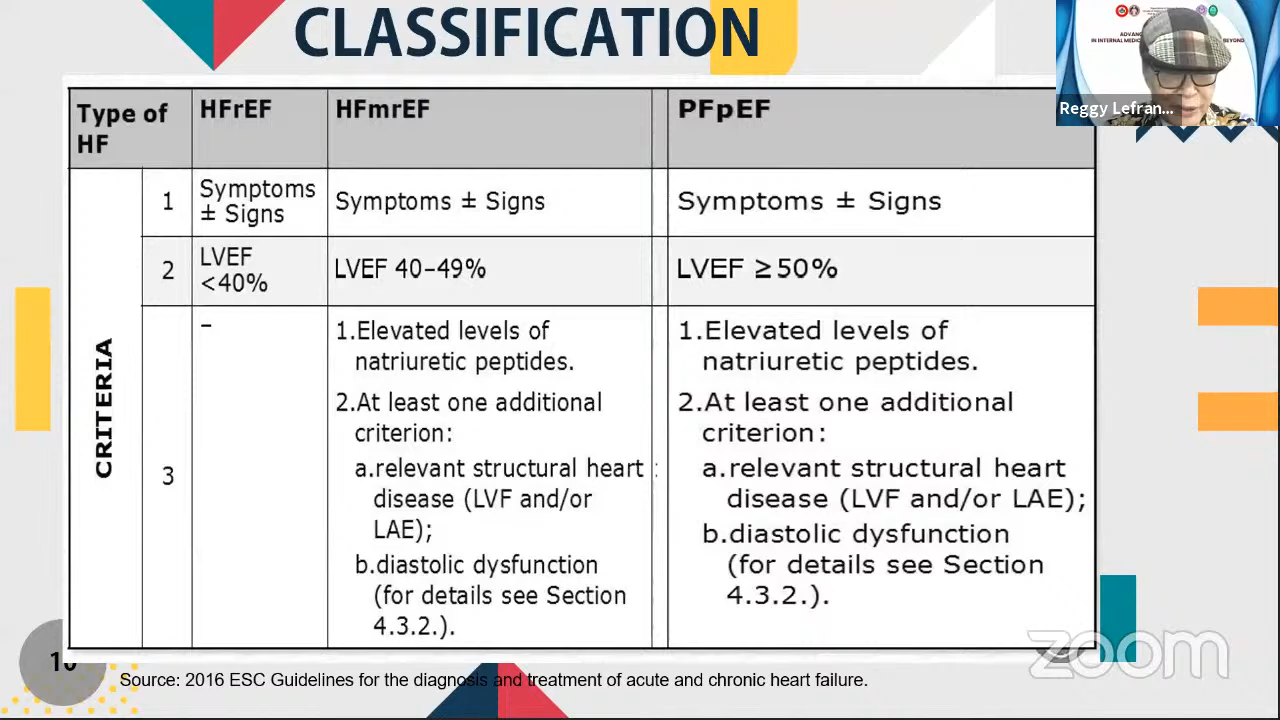 CLASSIFICATION
ADVANC
IN INTERNAL MEDIC
BEYOND
Reggy Lefran...
Type of
HF
HFrEF
HFmrEF
PFpEF
CRITERIA
1
Symptoms
± Signs
Symptoms ± Signs
Symptoms ± Signs
2
LVEF
<40%
LVEF 40–49%
LVEF ≥50%
3
–
1.Elevated levels of
natriuretic peptides.
2.At least one additional
criterion:
a.relevant structural heart
disease (LVF and/or
LAE);
b.diastolic dysfunction
(for details see Section
4.3.2.).
1.Elevated levels of
natriuretic peptides.
2.At least one additional
criterion:
a.relevant structural heart
disease (LVF and/or LAE);
b.diastolic dysfunction
(for details see Section
4.3.2.).
zoom
Source: 2016 ESC Guidelines for the diagnosis and treatment of acute and chronic heart failure.